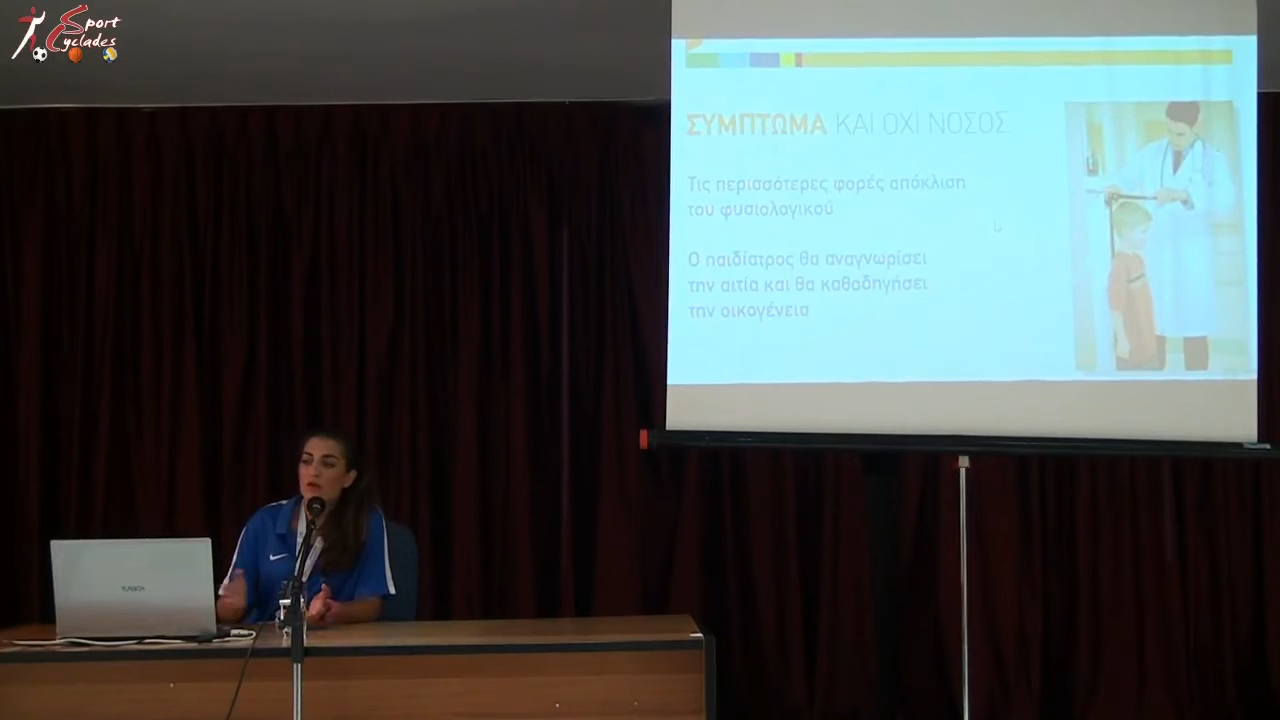 Sport
Cyclades
ΣΥΜΠΤΩΜΑ ΚΑΙ ΟΧΙ ΝΟΣΟΣ
Τις περισσότερες φορές απόκλιση
του φυσιολογικού
Ο παιδίατρος θα αναγνωρίσει
την αιτία και θα καθοδηγήσει
την οικογένεια